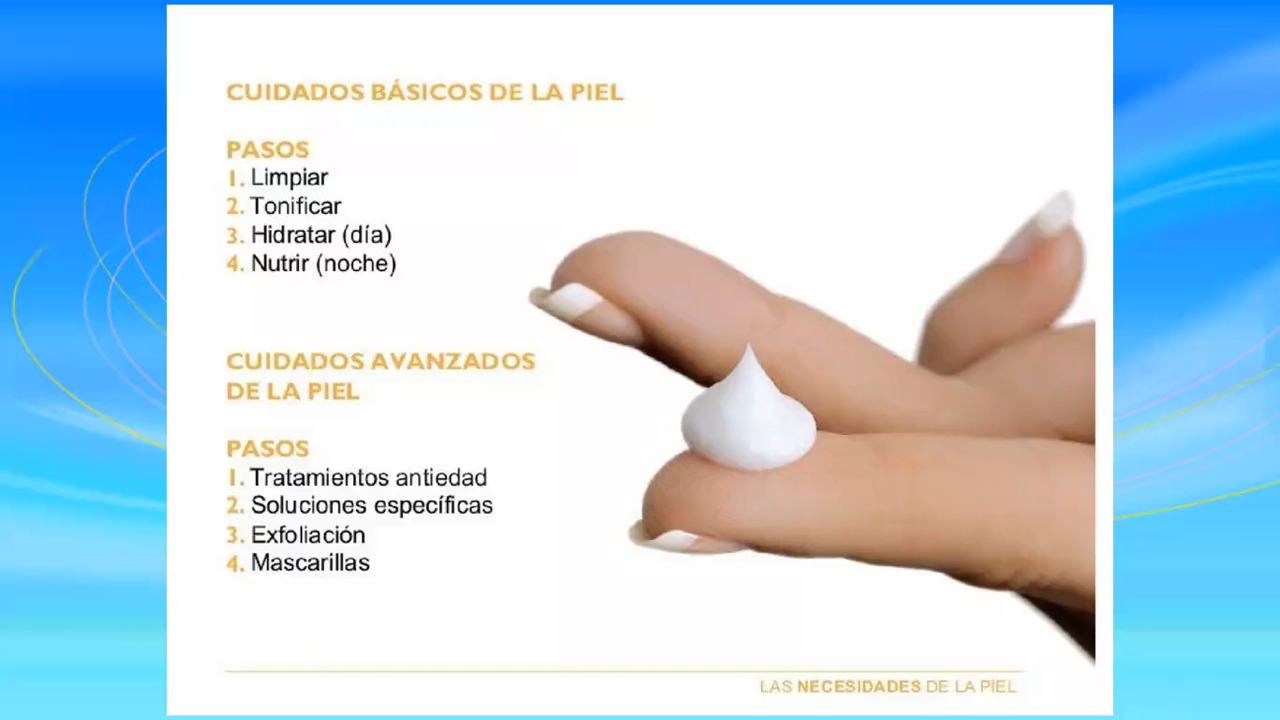 CUIDADOS BÁSICOS DE LA PIEL
PASOS
1. Limpiar
2. Tonificar
3. Hidratar (día)
4. Nutrir (noche)
CUIDADOS AVANZADOS
DE LA PIEL
PASOS
1. Tratamientos antiedad
2. Soluciones específicas
3. Exfoliación
4. Mascarillas
LAS NECESIDADES DE LA PIEL